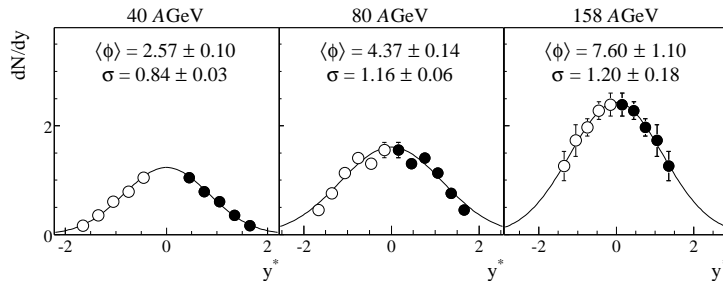 40 AGeV
80 AGeV
158 AGeV
dN/dy
⟨ϕ⟩ = 2.57 ± 0.10
σ = 0.84 ± 0.03
⟨ϕ⟩ = 4.37 ± 0.14
σ = 1.16 ± 0.06
⟨ϕ⟩ = 7.60 ± 1.10
σ = 1.20 ± 0.18
2
0
-2 0 2
-2 0 2
-2 0 2
y* y* y*